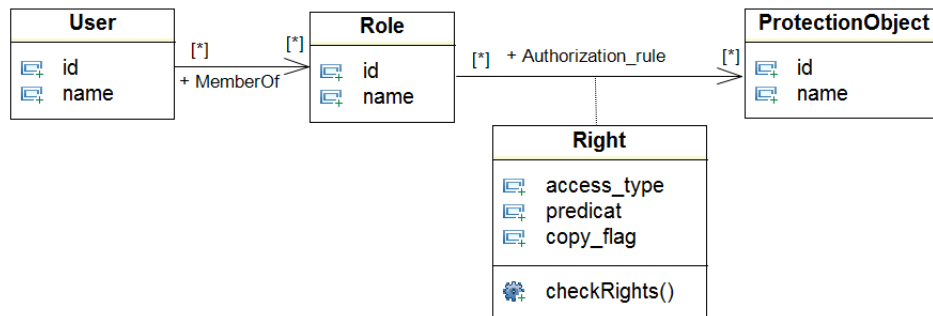 User
id
name
[*]
+ MemberOf
[*]
Role
id
name
[*]
+ Authorization_rule
[*]
ProtectionObject
id
name
Right
access_type
predicat
copy_flag
checkRights()